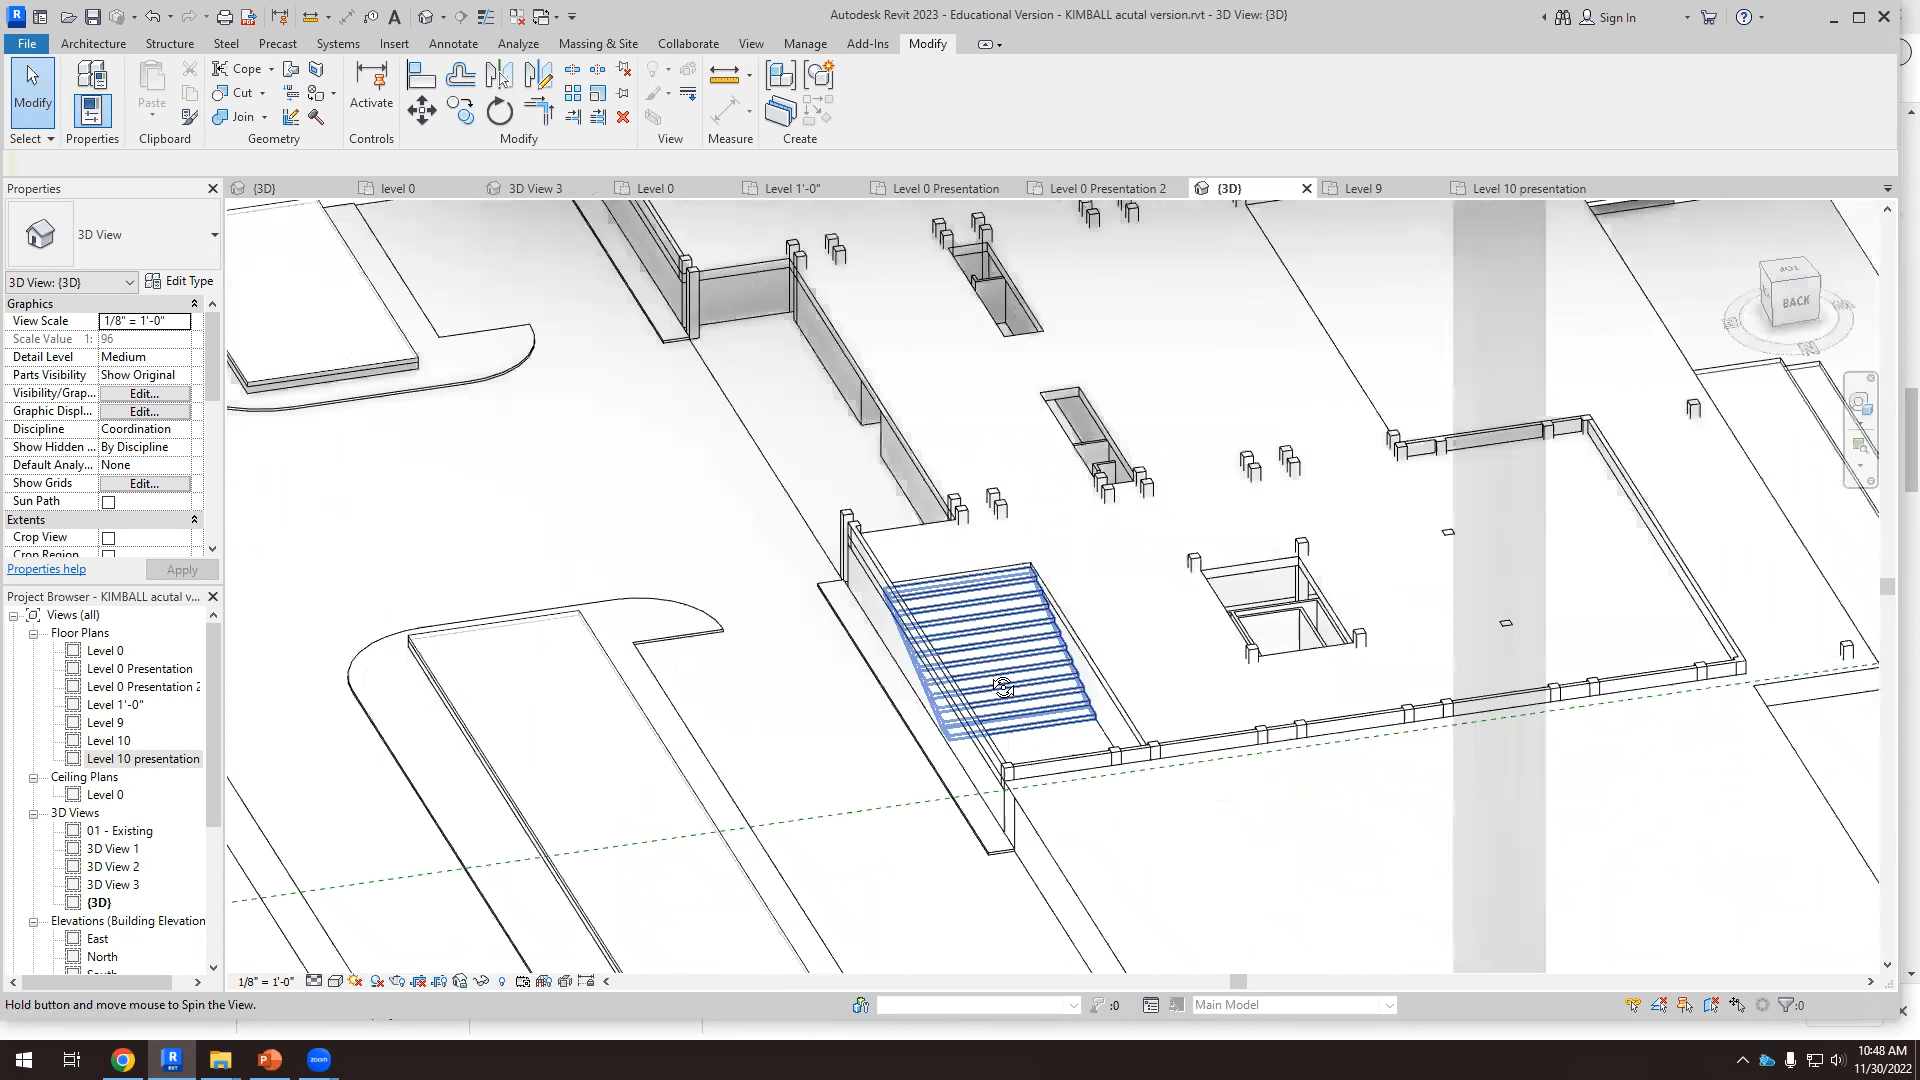 Autodesk Revit 2023 - Educational Version - KIMBALL acutal version.rvt - 3D View: {3D}
Sign In
File Architecture Structure Steel Precast Systems Insert Annotate Analyze Massing & Site Collaborate View Manage Add-Ins Modify
Cope
Cut
Join
Modify
Paste
Activate
Select Properties Clipboard Geometry Controls Modify View Measure Create
Properties
{3D} level 0 3D View 3 Level 0 Level 1'-0" Level 0 Presentation Level 0 Presentation 2 {3D} Level 9 Level 10 presentation
3D View
3D View: {3D} Edit Type
Graphics
View Scale 1/8" = 1'-0"
Scale Value 1: 96
Detail Level Medium
Parts Visibility Show Original
Visibility/Grap... Edit...
Graphic Displ... Edit...
Discipline Coordination
Show Hidden ... By Discipline
Default Analy... None
Show Grids Edit...
Sun Path
Extents
Crop View
Crop Region
Properties help Apply
Project Browser - KIMBALL acutal v...
Views (all)
Floor Plans
Level 0
Level 0 Presentation
Level 0 Presentation 2
Level 1'-0"
Level 9
Level 10
Level 10 presentation
Ceiling Plans
Level 0
3D Views
01 - Existing
3D View 1
3D View 2
3D View 3
{3D}
Elevations (Building Elevation
East
North
South
TOP
BACK
1/8" = 1'-0"
Hold button and move mouse to Spin the View.
:0
Main Model
:0
zoom
10:48 AM
11/30/2022